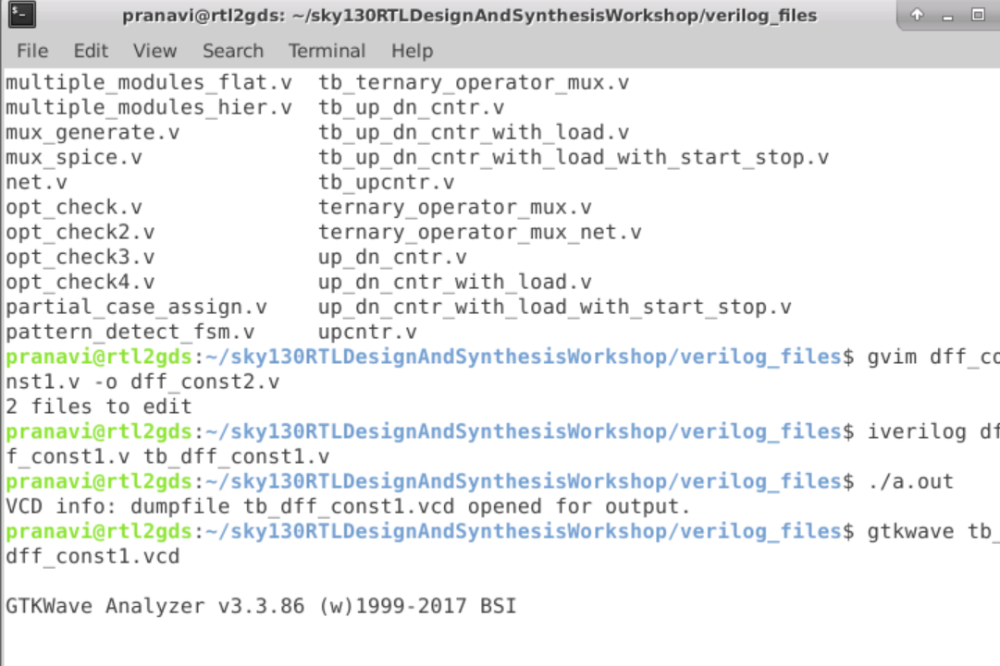 pranavi@rtl2gds: ~/sky130RTLDesignAndSynthesisWorkshop/verilog_files
File Edit View Search Terminal Help
multiple_modules_flat.v tb_ternary_operator_mux.v
multiple_modules_hier.v tb_up_dn_cntr.v
mux_generate.v tb_up_dn_cntr_with_load.v
mux_spice.v tb_up_dn_cntr_with_load_with_start_stop.v
net.v tb_upcntr.v
opt_check.v ternary_operator_mux.v
opt_check2.v ternary_operator_mux_net.v
opt_check3.v up_dn_cntr.v
opt_check4.v up_dn_cntr_with_load.v
partial_case_assign.v up_dn_cntr_with_load_with_start_stop.v
pattern_detect_fsm.v upcntr.v
pranavi@rtl2gds:~/sky130RTLDesignAndSynthesisWorkshop/verilog_files$ gvim dff_co
nst1.v -o dff_const2.v
2 files to edit
pranavi@rtl2gds:~/sky130RTLDesignAndSynthesisWorkshop/verilog_files$ iverilog df
f_const1.v tb_dff_const1.v
pranavi@rtl2gds:~/sky130RTLDesignAndSynthesisWorkshop/verilog_files$ ./a.out
VCD info: dumpfile tb_dff_const1.vcd opened for output.
pranavi@rtl2gds:~/sky130RTLDesignAndSynthesisWorkshop/verilog_files$ gtkwave tb_
dff_const1.vcd
GTKWave Analyzer v3.3.86 (w)1999-2017 BSI